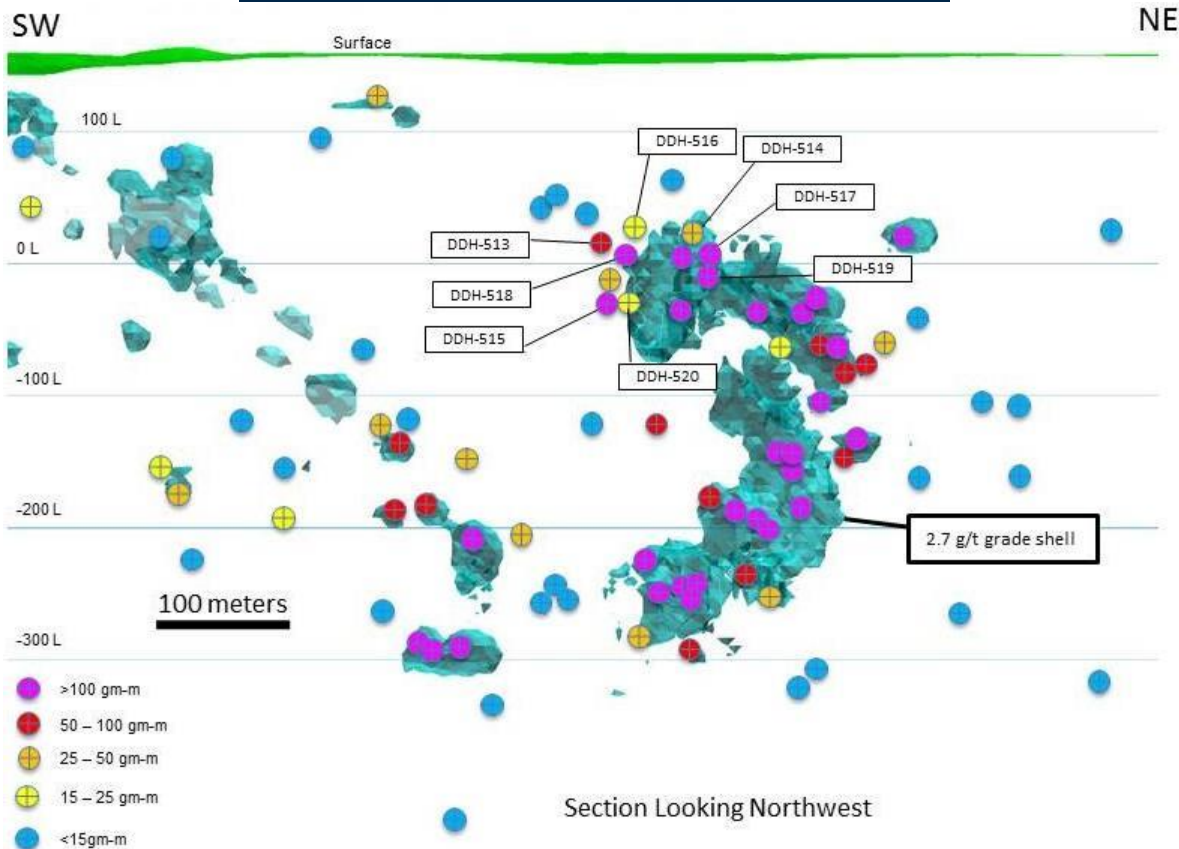 SW
NE
Surface
100 L
DDH-516
DDH-514
DDH-517
DDH-513
0 L
DDH-519
DDH-518
DDH-515
DDH-520
-100 L
-200 L
2.7 g/t grade shell
100 meters
-300 L
>100 gm-m
50 – 100 gm-m
25 – 50 gm-m
15 – 25 gm-m
<15gm-m
Section Looking Northwest